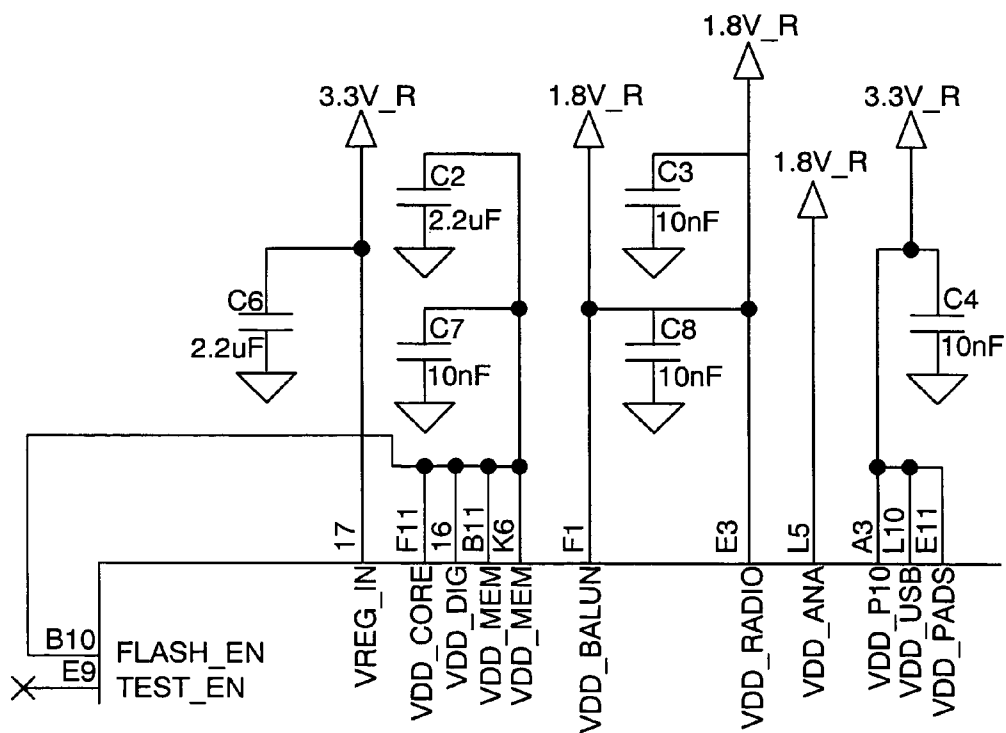 1.8V_R
3.3V_R
1.8V_R
3.3V_R
C2
2.2uF
C3
10nF
1.8V_R
C6
2.2uF
C7
10nF
C8
10nF
C4
10nF
17
F11
16
B11
K6
F1
E3
L5
A3
L10
E11
VREG_IN
VDD_CORE
VDD_DIG
VDD_MEM
VDD_MEM
VDD_BALUN
VDD_RADIO
VDD_ANA
VDD_P10
VDD_USB
VDD_PADS
B10
FLASH_EN
E9
TEST_EN